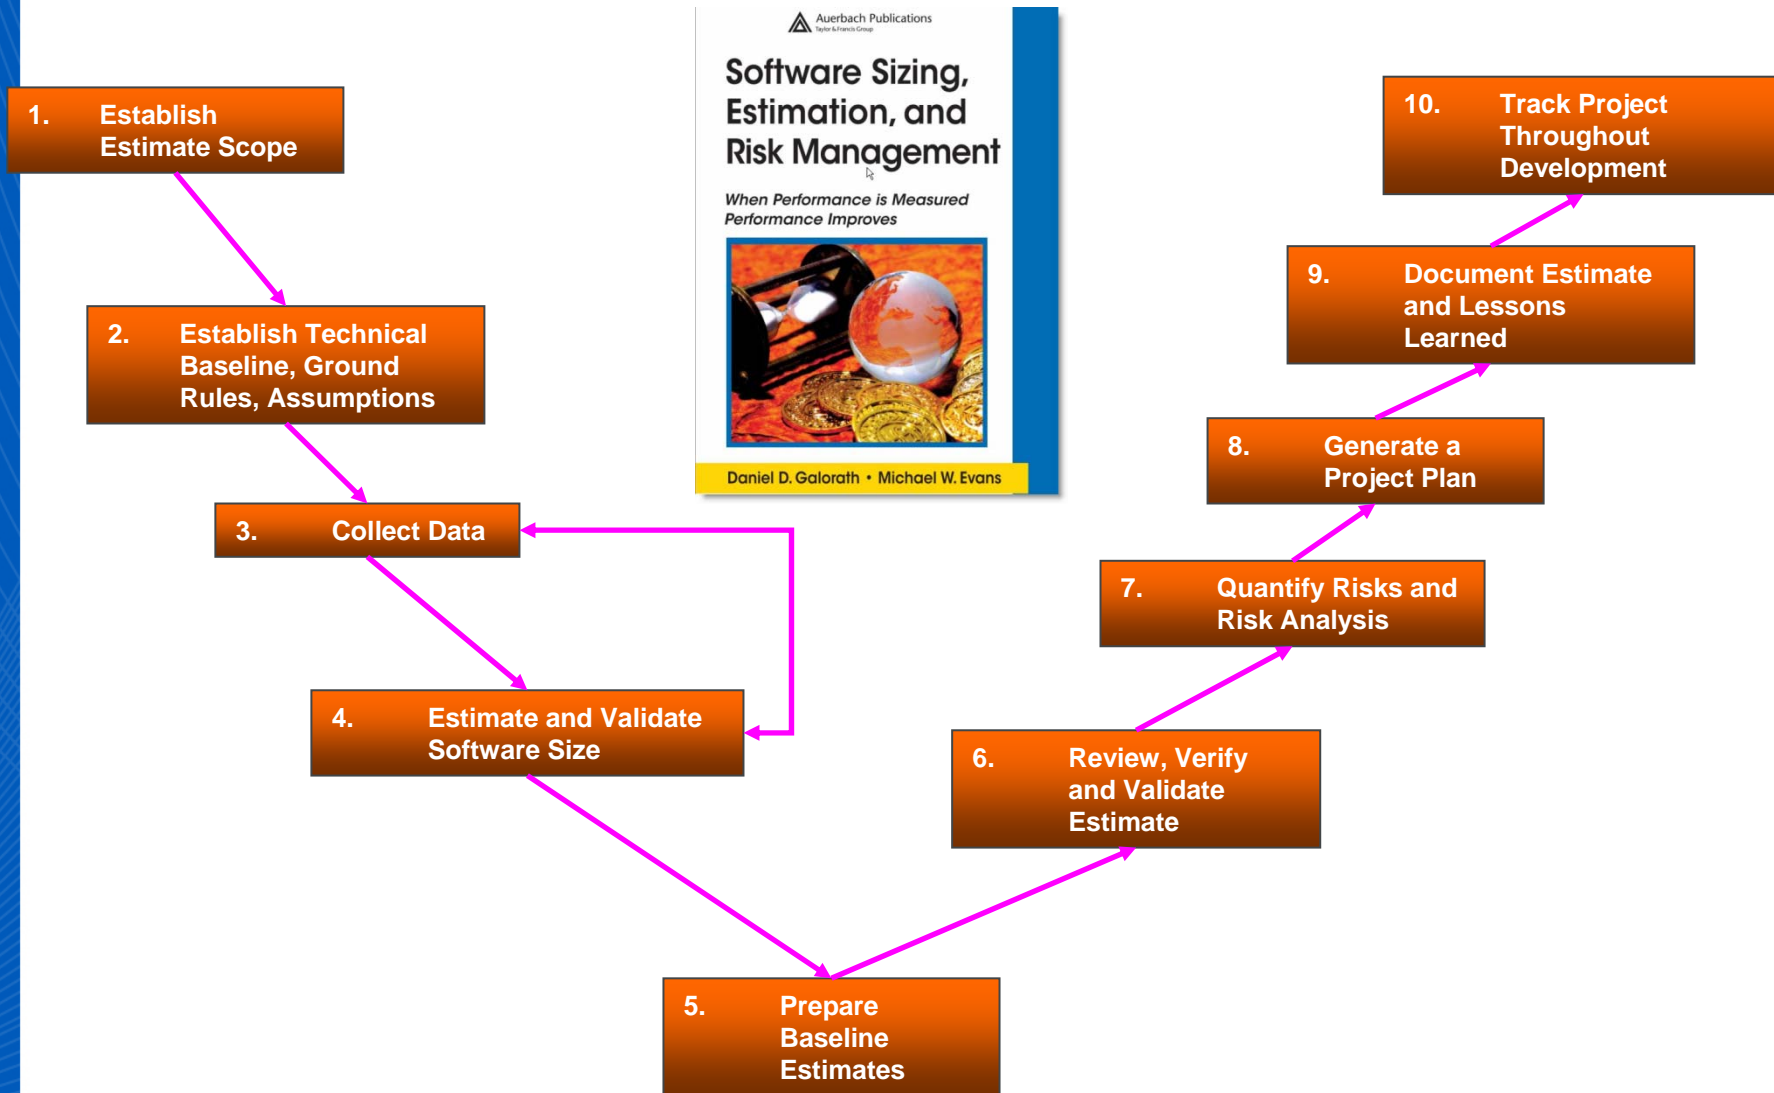 Auerbach Publications
Taylor & Francis Group
Software Sizing,
Estimation, and
Risk Management
When Performance is Measured
Performance Improves
Daniel D. Galorath • Michael W. Evans
1. Establish
Estimate Scope
2. Establish Technical
Baseline, Ground
Rules, Assumptions
3. Collect Data
4. Estimate and Validate
Software Size
5. Prepare
Baseline
Estimates
6. Review, Verify
and Validate
Estimate
7. Quantify Risks and
Risk Analysis
8. Generate a
Project Plan
9. Document Estimate
and Lessons
Learned
10. Track Project
Throughout
Development